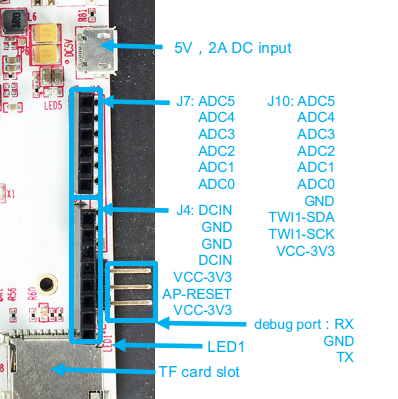 L6
R81
DC5V
5V , 2A DC input
LED5
J7: ADC5
ADC4
ADC3
ADC2
ADC1
ADC0
J10: ADC5
ADC4
ADC3
ADC2
ADC1
ADC0
GND
TWI1-SDA
TWI1-SCK
VCC-3V3
J4: DCIN
GND
GND
DCIN
VCC-3V3
AP-RESET
VCC-3V3
X1
R56
R60
debug port : RX
GND
TX
LED1
LED1
TF card slot